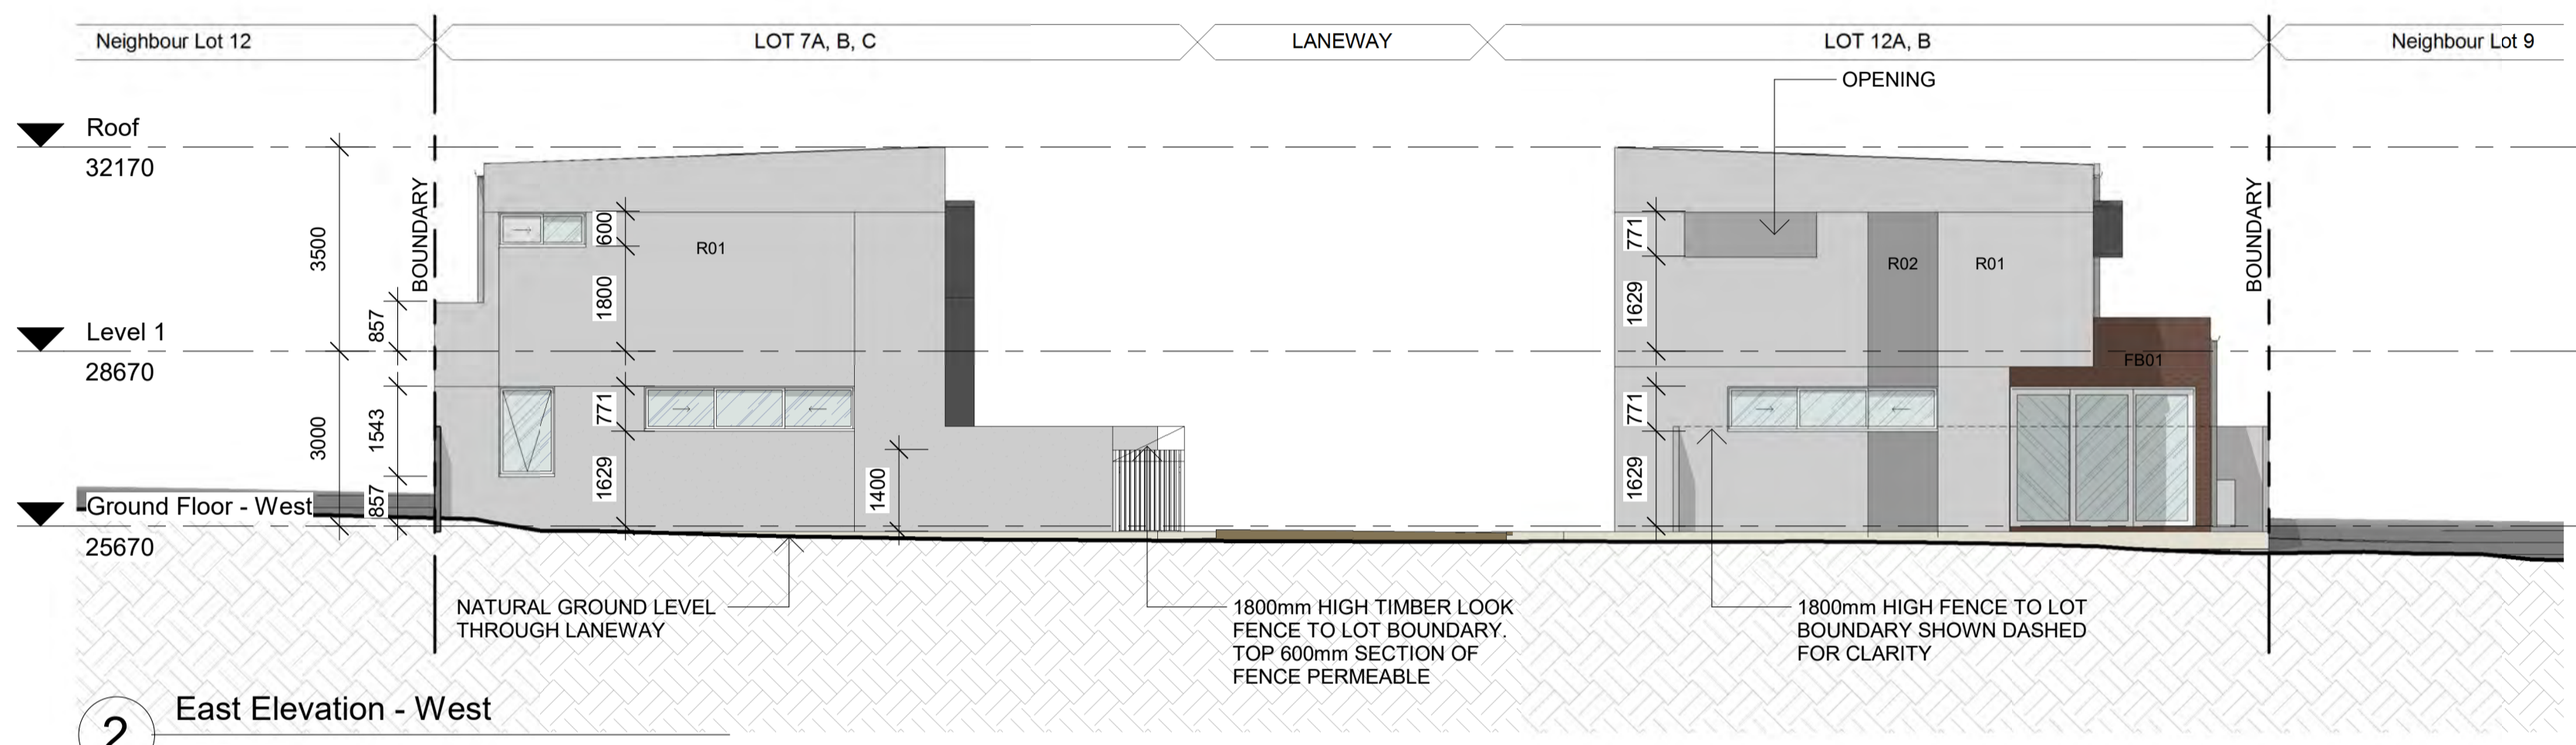 Neighbour Lot 12
LOT 7A, B, C
LANEWAY
LOT 12A, B
Neighbour Lot 9
OPENING
Roof
32170
BOUNDARY
BOUNDARY
3500
600
R01
1800
857
771
1629
R02
R01
Level 1
28670
FB01
3000
1543
857
771
1629
1400
771
1629
Ground Floor - West
25670
NATURAL GROUND LEVEL
THROUGH LANEWAY
1800mm HIGH TIMBER LOOK
FENCE TO LOT BOUNDARY.
TOP 600mm SECTION OF
FENCE PERMEABLE
1800mm HIGH FENCE TO LOT
BOUNDARY SHOWN DASHED
FOR CLARITY
2
East Elevation - West